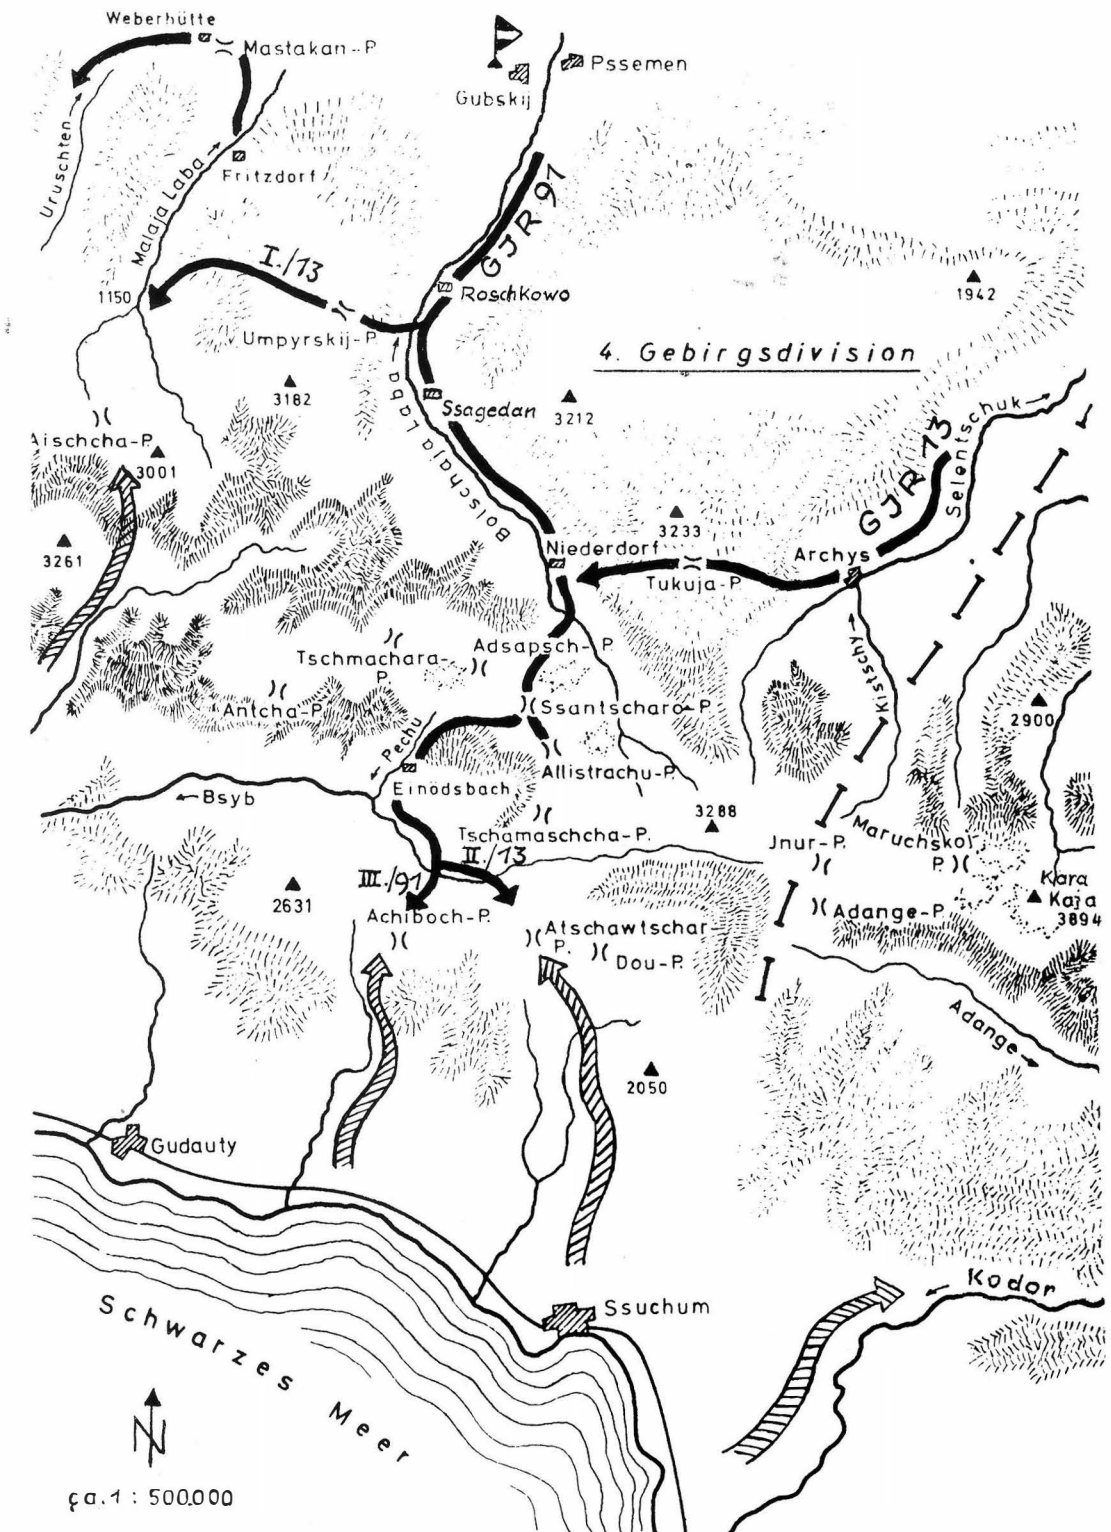 Weberhütte
Mastakan-P.
Pssemen
Gubskij
Uruschten
Malaja Laba
Fritzdorf
GJR 91
I./13
1150
Roschkowo
1942
Umpyrskij-P.
4. Gebirgsdivision
3182
Bolschaja Laba
Ssagedan
3212
Selentschuk
GJR 13
Aischcha-P.
3001
3233
3261
Niederdorf
Archys
Tukuja-P.
Adsapsch-P.
Tschmachara-
P.
Kistschy
Antcha-P.
Ssantscharo-P.
2900
Pechu
Allistrachu-P.
Einödsbach
Bsyb
3288
Tschamaschcha-P.
Jnur-P.
Maruchskoj
P.
II./13
III./91
Kara
Kaja
3894
2631
Achiboch-P.
Adange-P.
Atschawtschar
P.
Dou-P.
Adange
2050
Gudauty
Kodor
Ssuchum
Schwarzes Meer
N
ca. 1 : 500.000